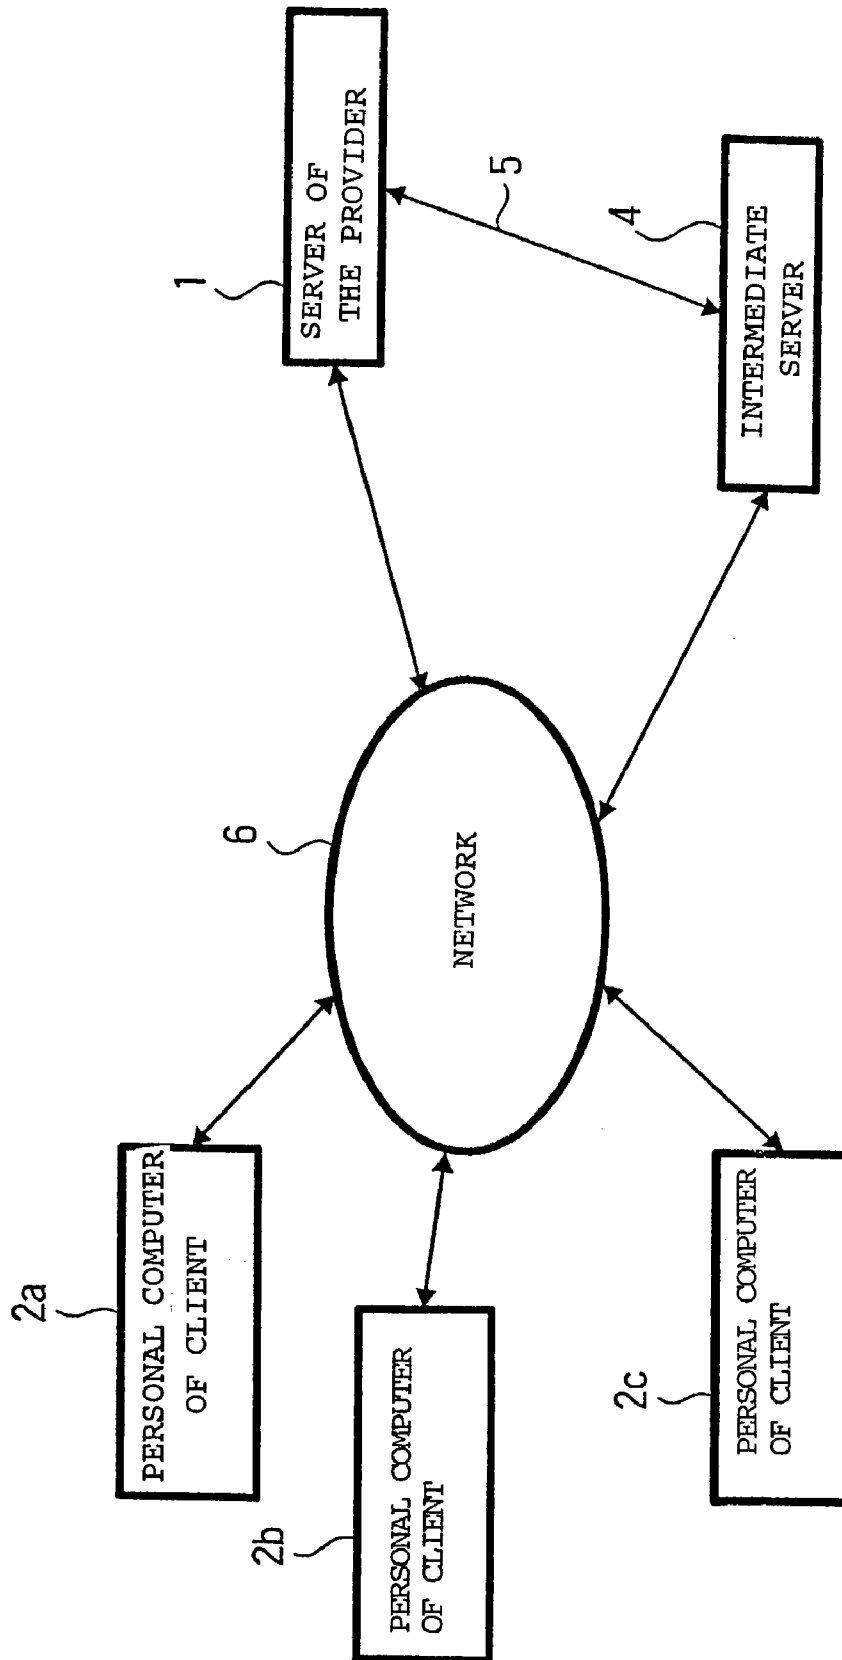 2a
PERSONAL COMPUTER
OF CLIENT
2b
PERSONAL COMPUTER
OF CLIENT
2c
PERSONAL COMPUTER
OF CLIENT
6
NETWORK
1
SERVER OF
THE PROVIDER
5
4
INTERMEDIATE
SERVER